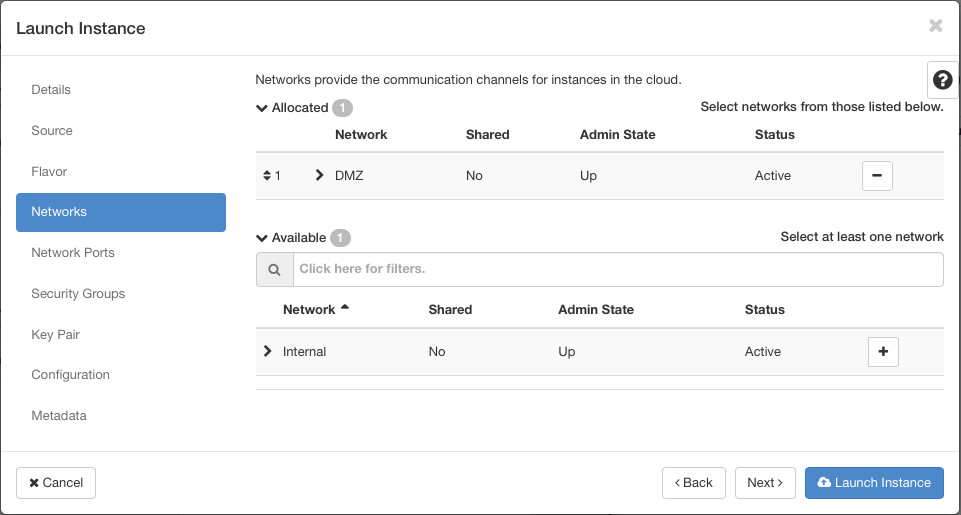 Launch Instance
Details
Source
Flavor
Networks
Network Ports
Security Groups
Key Pair
Configuration
Metadata
Networks provide the communication channels for instances in the cloud.
Allocated 1
Select networks from those listed below.
Network Shared Admin State Status
1 DMZ No Up Active
Available 1
Select at least one network
Click here for filters.
Network Shared Admin State Status
Internal No Up Active
Cancel
Back
Next
Launch Instance